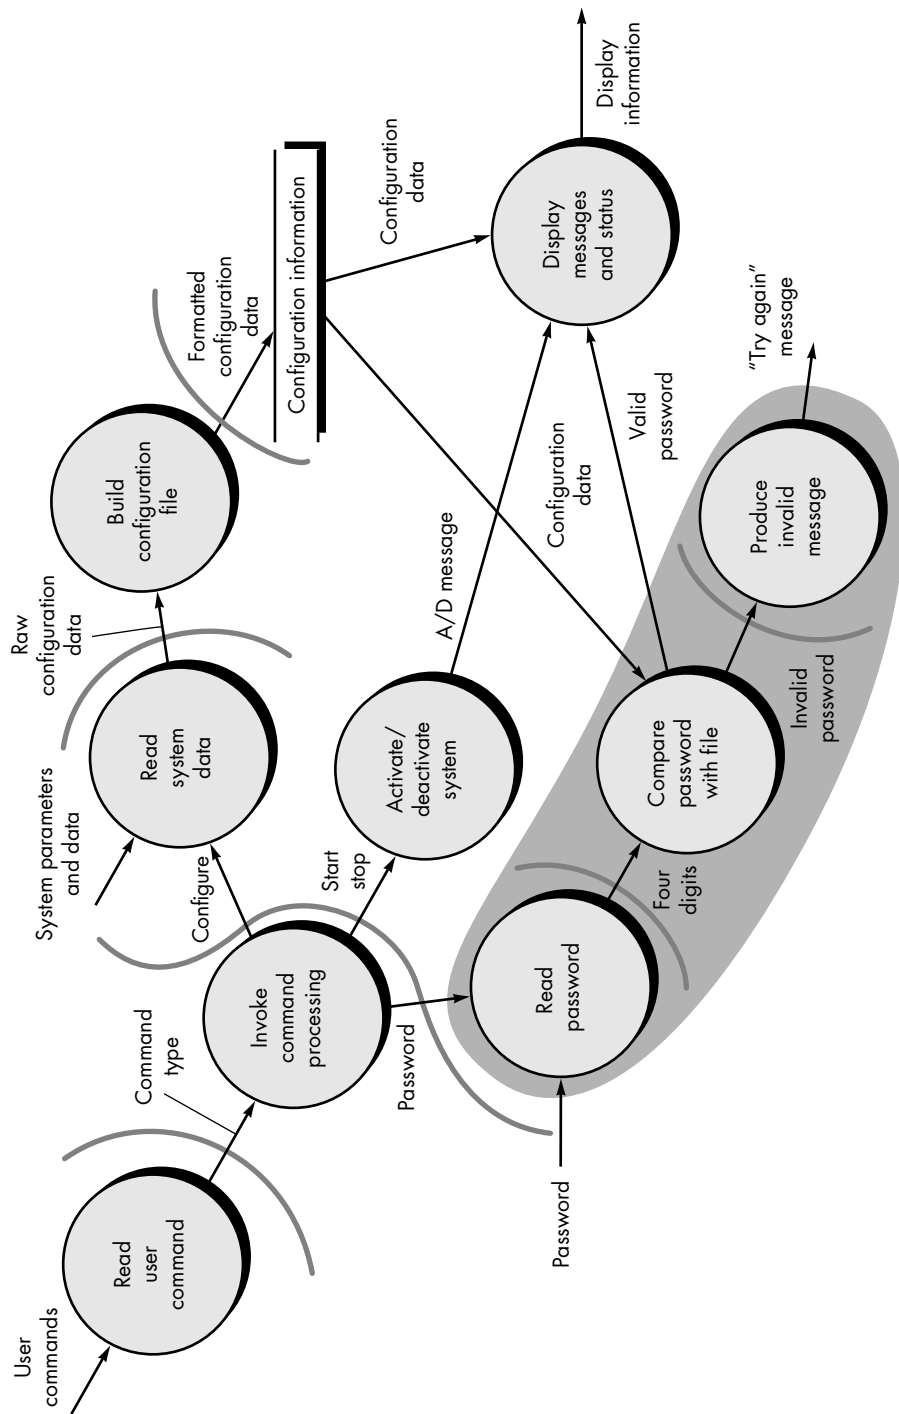 User
commands
Read
user
command
Command
type
Invoke
command
processing
System parameters
and data
Configure
Read
system
data
Raw
configuration
data
Build
configuration
file
Formatted
configuration
data
Configuration information
Configuration
data
Start
stop
Activate/
deactivate
system
A/D message
Configuration
data
Display
messages
and status
Display
information
Password
Password
Read
password
Four
digits
Compare
password
with file
Valid
password
Invalid
password
Produce
invalid
message
“Try again”
message